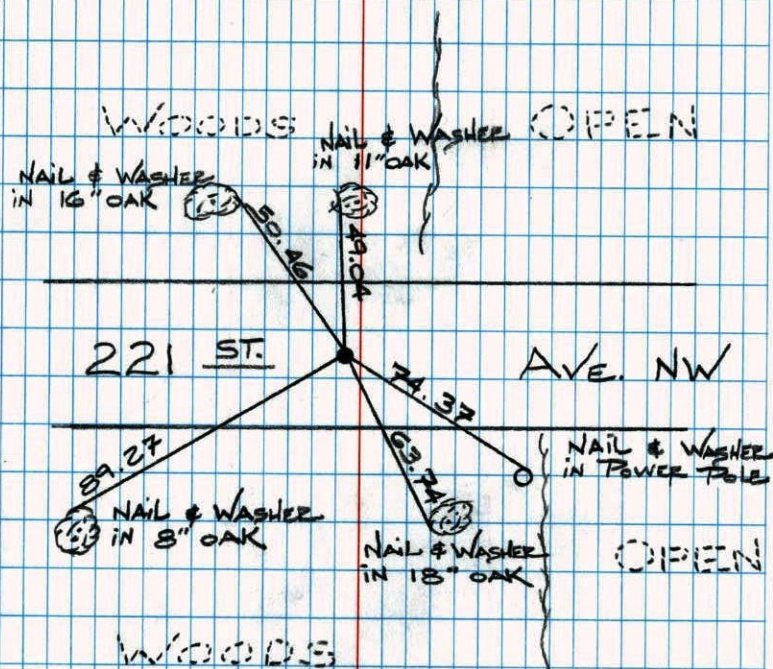 WOODS
OPEN
NAIL & WASHER
IN 11" OAK
NAIL & WASHER
IN 16" OAK
50.46
49.04
221 ST.
AVE. NW
74.37
89.27
63.74
NAIL & WASHER
IN POWER POLE
NAIL & WASHER
IN 8" OAK
NAIL & WASHER
IN 18" OAK
OPEN
WOODS